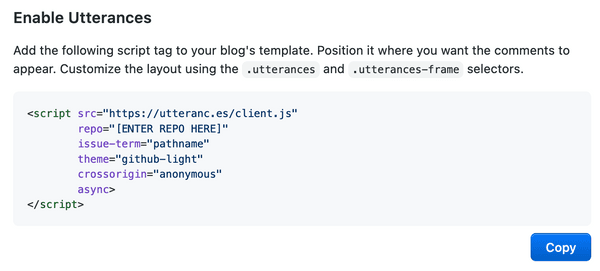 Enable Utterances
Add the following script tag to your blog's template. Position it where you want the comments to
appear. Customize the layout using the .utterances and .utterances-frame selectors.
<script src="https://utteranc.es/client.js"
        repo="[ENTER REPO HERE]"
        issue-term="pathname"
        theme="github-light"
        crossorigin="anonymous"
        async>
</script>
Copy